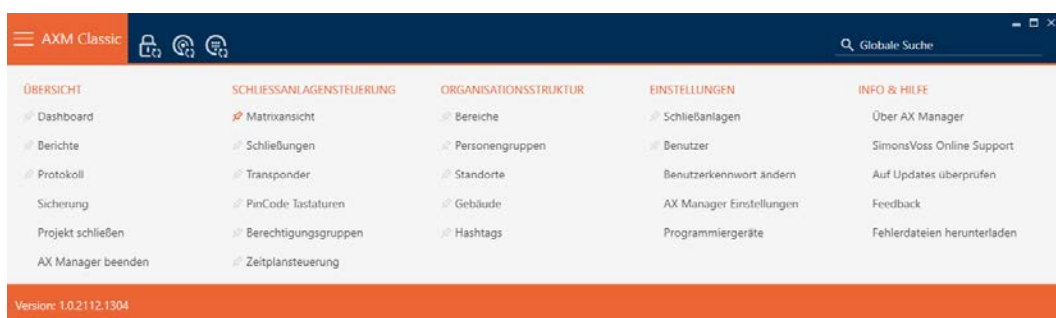 AXM Classic
Globale Suche
ÜBERSICHT
Dashboard
Berichte
Protokoll
Sicherung
Projekt schließen
AX Manager beenden
SCHLIESSANLAGENSTEUERUNG
Matrixansicht
Schließungen
Transponder
PinCode Tastaturen
Berechtigungsgruppen
Zeitplansteuerung
ORGANISATIONSSTRUKTUR
Bereiche
Personengruppen
Standorte
Gebäude
Hashtags
EINSTELLUNGEN
Schließanlagen
Benutzer
Benutzerkennwort ändern
AX Manager Einstellungen
Programmiergeräte
INFO & HILFE
Über AX Manager
SimonsVoss Online Support
Auf Updates überprüfen
Feedback
Fehlerdateien herunterladen
Version: 1.0.2112.1304